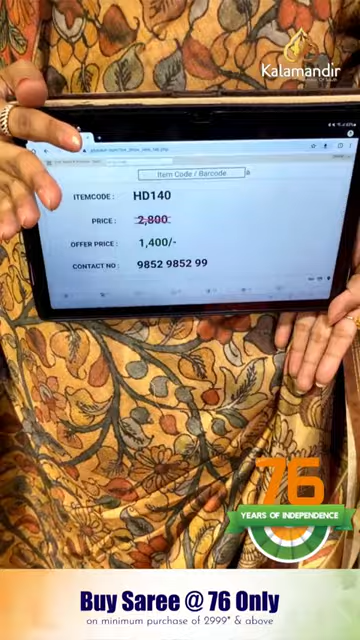 Kalamandir
Item Code / Barcode
ITEMCODE : HD140
PRICE : 2,800
OFFER PRICE : 1,400/-
CONTACT NO : 9852 9852 99
76
YEARS OF INDEPENDENCE
Buy Saree @ 76 Only
on minimum purchase of 2999* & above